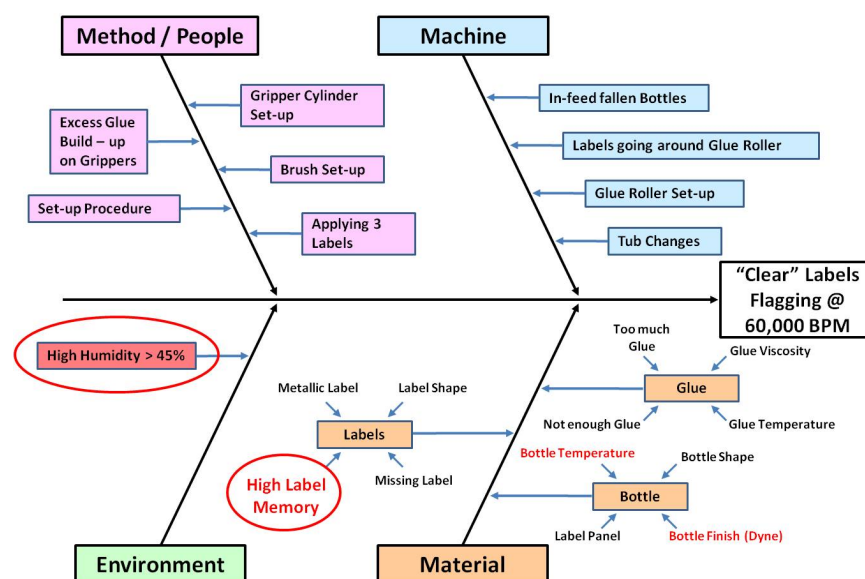 Method / People
Machine
Gripper Cylinder
Set-up
Excess Glue
Build – up
on Grippers
Brush Set-up
Set-up Procedure
Applying 3
Labels
In-feed fallen Bottles
Labels going around Glue Roller
Glue Roller Set-up
Tub Changes
“Clear” Labels
Flagging @
60,000 BPM
High Humidity > 45%
Metallic Label
Label Shape
Labels
High Label
Memory
Missing Label
Too much
Glue
Glue Viscosity
Glue
Not enough Glue
Glue Temperature
Bottle Temperature
Bottle Shape
Bottle
Label Panel
Bottle Finish (Dyne)
Environment
Material